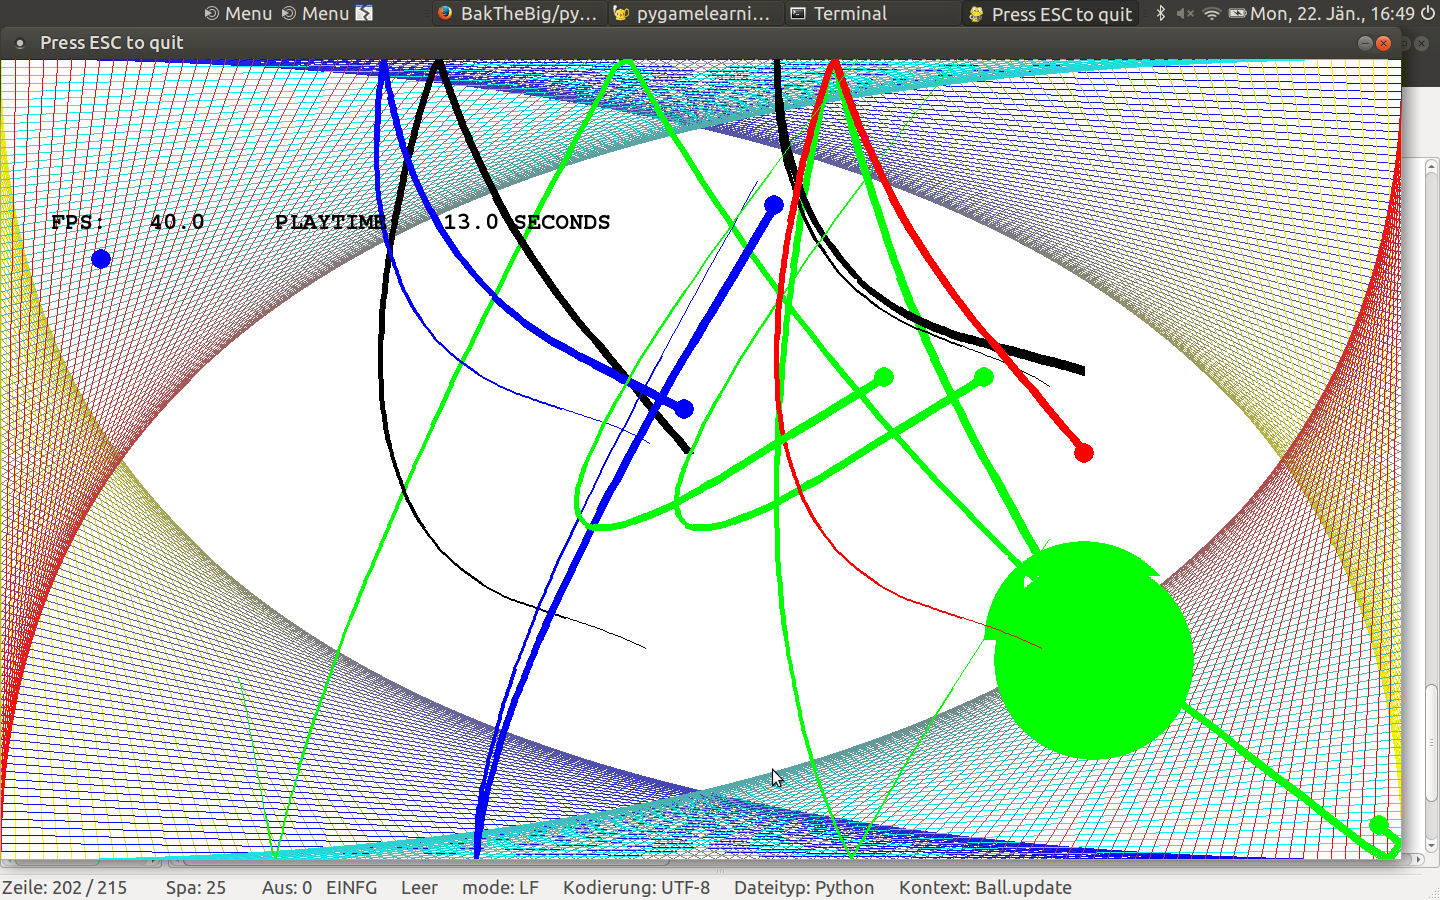 Menu Menu BakTheBig/py... pygamelearni... Terminal Press ESC to quit Mon, 22. Jän., 16:49
Press ESC to quit
FPS: 40.0 PLAYTIME 13.0 SECONDS
Zeile: 202 / 215 Spa: 25 Aus: 0 EINFG Leer mode: LF Kodierung: UTF-8 Dateityp: Python Kontext: Ball.update